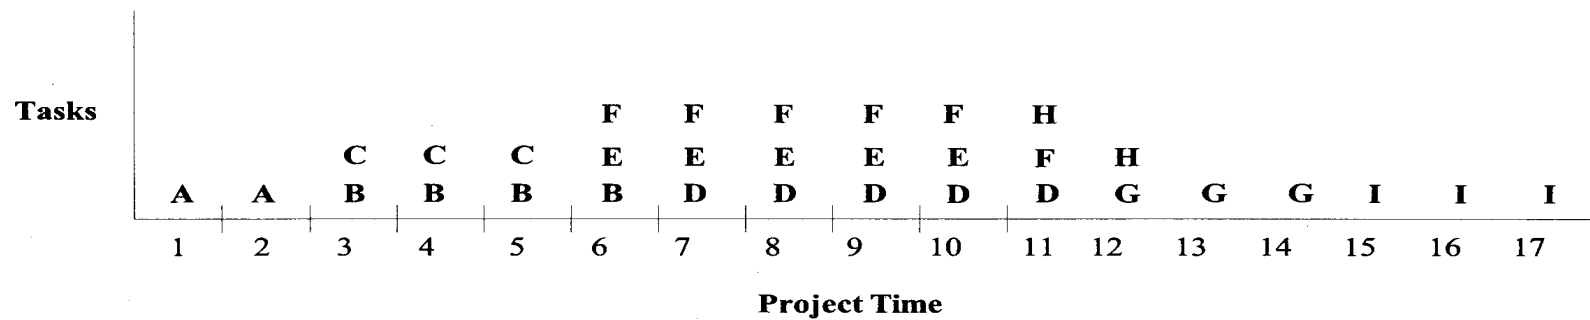 Tasks
F F F F F H
C C C E E E E E F H
A A B B B B D D D D D G G G I I I
1 2 3 4 5 6 7 8 9 10 11 12 13 14 15 16 17
Project Time